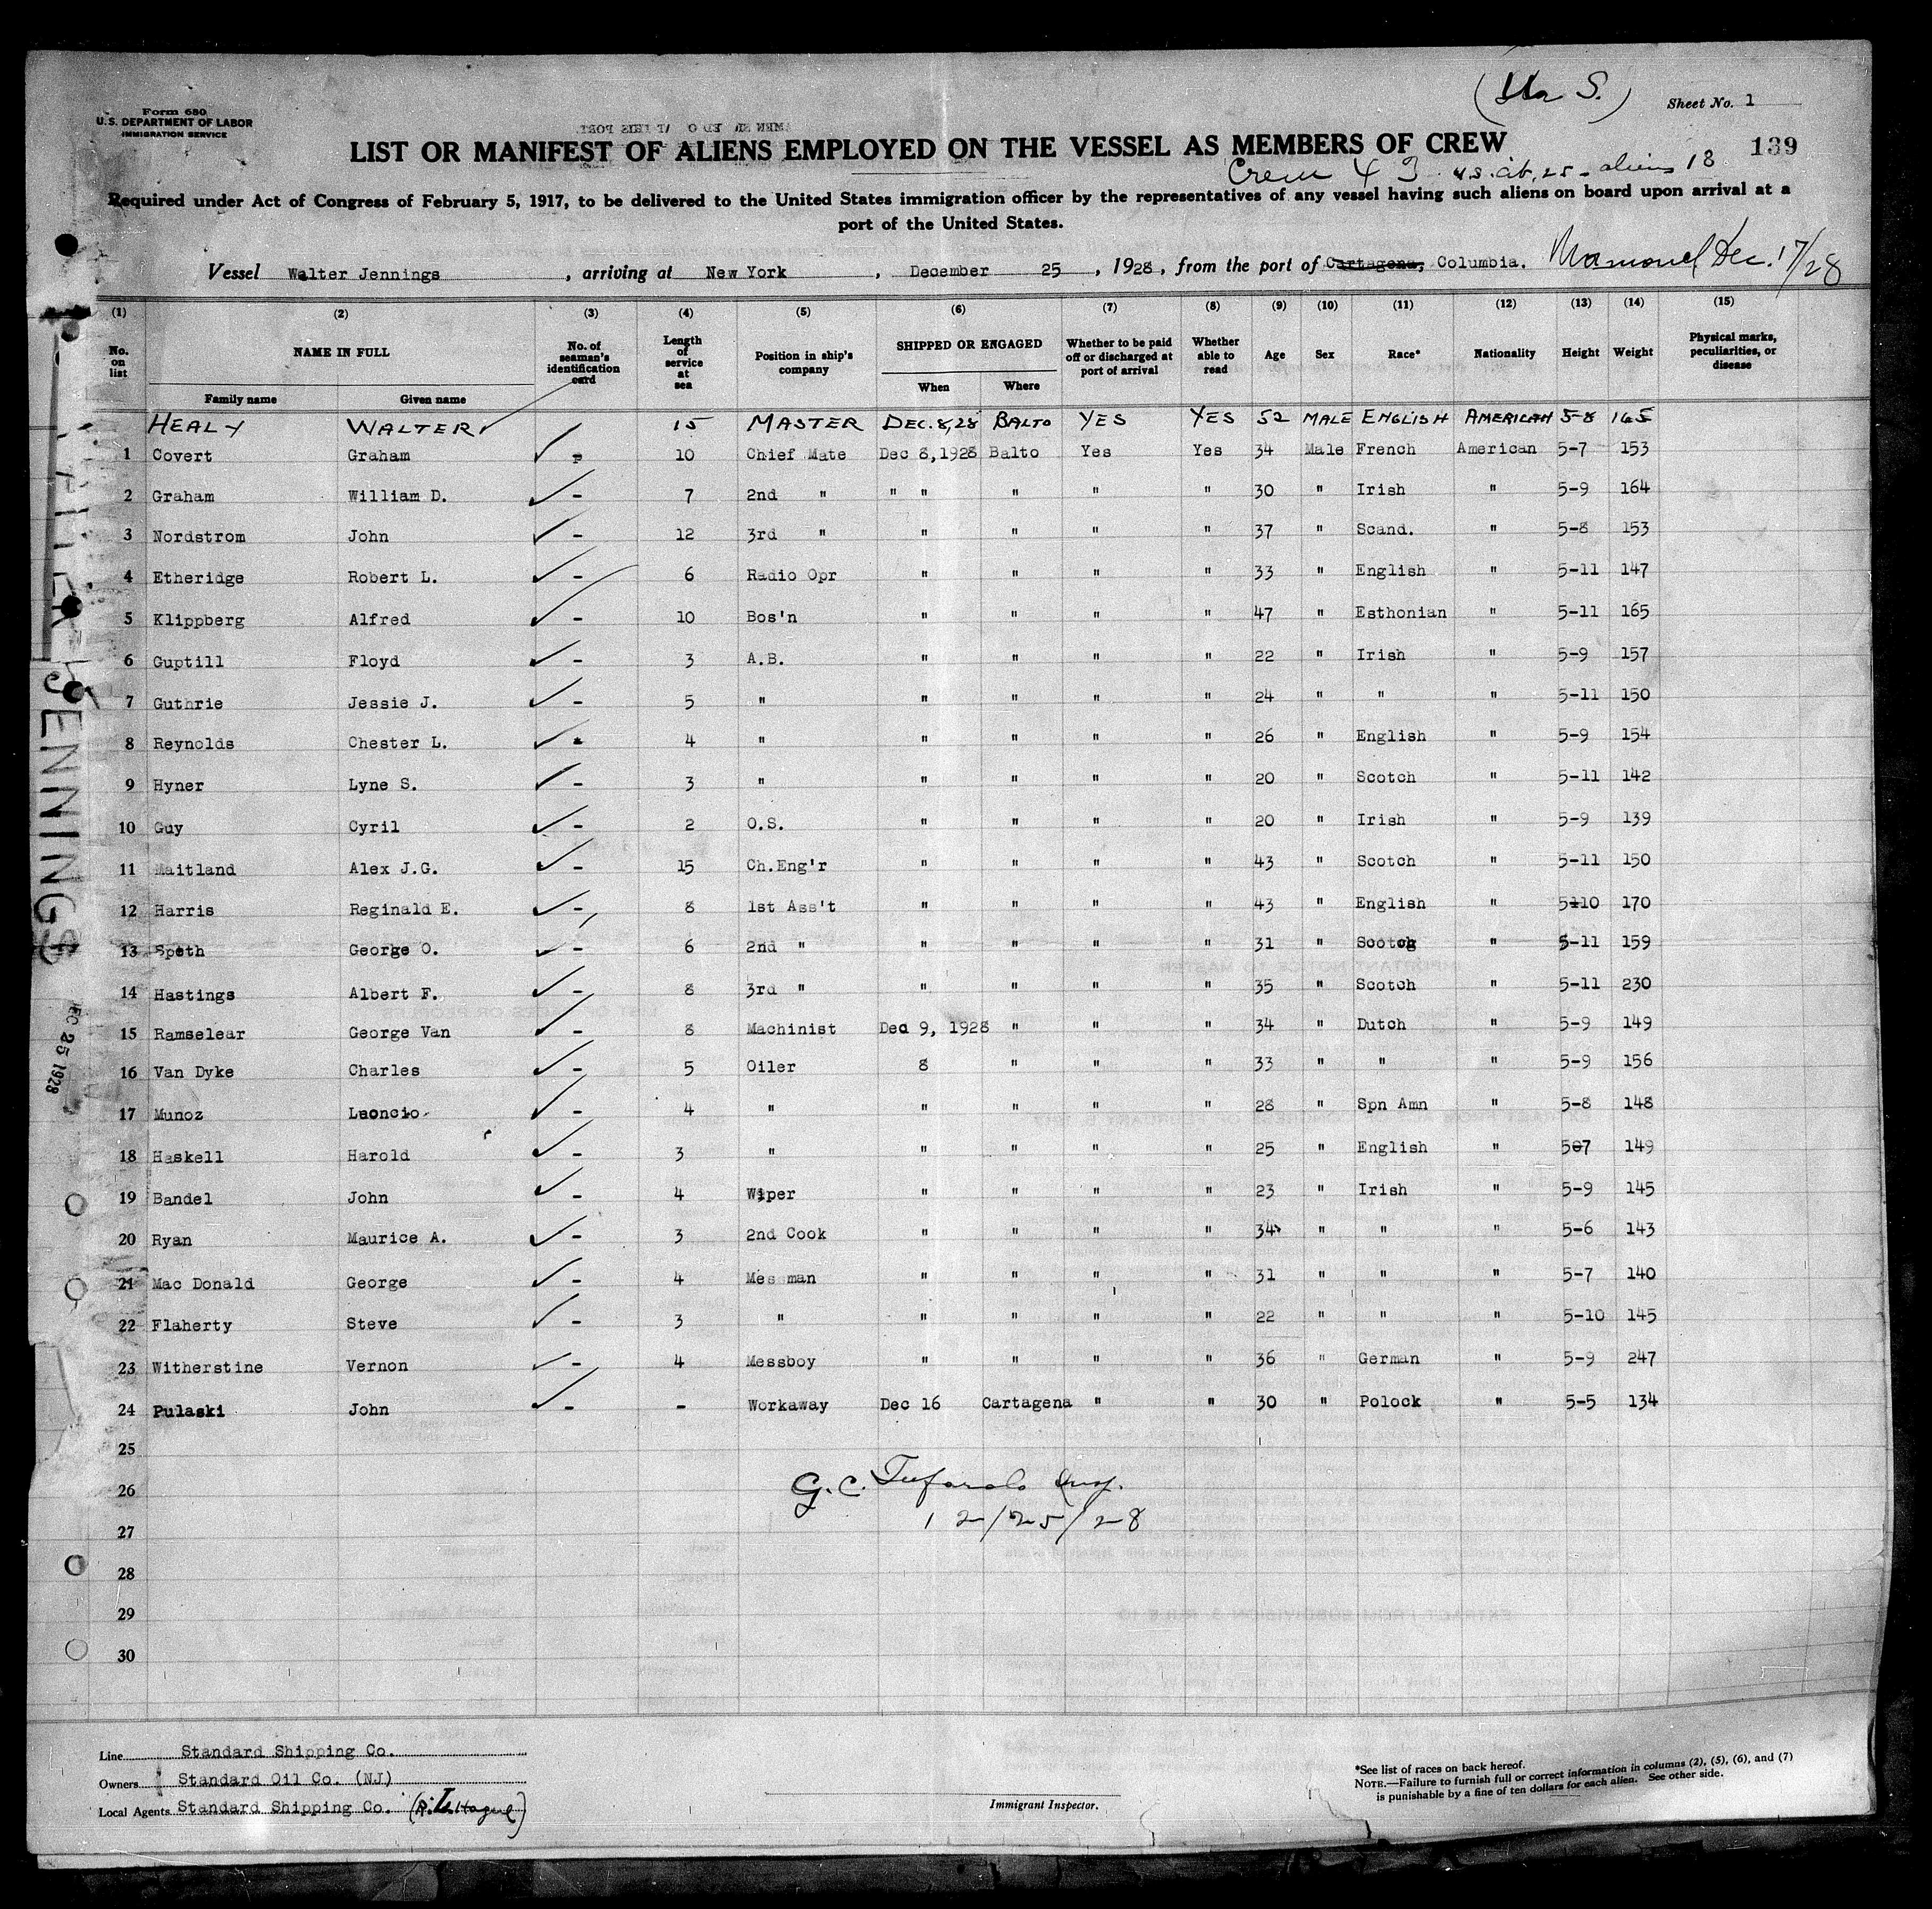 (Ma S.)
Sheet No. 1
Form 680
U.S. DEPARTMENT OF LABOR
IMMIGRATION SERVICE
139
LIST OR MANIFEST OF ALIENS EMPLOYED ON THE VESSEL AS MEMBERS OF CREW
Crew 43 us. cit. 25 - aliens 18
Required under Act of Congress of February 5, 1917, to be delivered to the United States immigration officer by the representatives of any vessel having such aliens on board upon arrival at a
port of the United States.
Vessel Walter Jennings, arriving at New York, December 25, 1928, from the port of Cartagena, Columbia. Mamonal, Dec. 17/28
(1) (2) (3) (4) (5) (6) (7) (8) (9) (10) (11) (12) (13) (14) (15)
No. on list NAME IN FULL No. of seaman's identification card Length of service at sea Position in ship's company SHIPPED OR ENGAGED Whether to be paid off or discharged at port of arrival Whether able to read Age Sex Race* Nationality Height Weight Physical marks, peculiarities, or disease
Family name Given name When Where
HEALY WALTER 15 MASTER DEC. 8, 28 BALTO YES YES 52 MALE ENGLISH AMERICAN 5-8 165
1 Covert Graham - 10 Chief Mate Dec 8,1928 Balto Yes Yes 34 Male French American 5-7 153
2 Graham William D. - 7 2nd " " " " " " 30 " Irish " 5-9 164
3 Nordstrom John - 12 3rd " " " " " 37 " Scand. " 5-8 153
4 Etheridge Robert L. - 6 Radio Opr " " " " 33 " English " 5-11 147
5 Klippberg Alfred - 10 Bos'n " " " " 47 " Esthonian " 5-11 165
6 Guptill Floyd - 3 A.B. " " " " 22 " Irish " 5-9 157
7 Guthrie Jessie J. - 5 " " " " " 24 " " " 5-11 150
8 Reynolds Chester L. - 4 " " " " " 26 " English " 5-9 154
9 Hyner Lyne S. - 3 " " " " " 20 " Scotch " 5-11 142
10 Guy Cyril - 2 O.S. " " " " 20 " Irish " 5-9 139
11 Maitland Alex J.G. - 15 Ch.Eng'r " " " " 43 " Scotch " 5-11 150
12 Harris Reginald E. - 8 1st Ass't " " " " 43 " English " 5-10 170
13 Speth George O. - 6 2nd " " " " " 31 " Scotch " 5-11 159
14 Hastings Albert F. - 8 3rd " " " " " 35 " Scotch " 5-11 230
15 Ramselear George Van - 8 Machinist Dec 9, 1928 " " " 34 " Dutch " 5-9 149
16 Van Dyke Charles - 5 Oiler 8 " " " 33 " " " 5-9 156
17 Munoz Leoncio - 4 " " " " " 28 " Spn Amn " 5-8 148
18 Haskell Harold - 3 " " " " " 25 " English " 5-7 149
19 Bandel John - 4 Wiper " " " " 23 " Irish " 5-9 145
20 Ryan Maurice A. - 3 2nd Cook " " " " 34 " " " 5-6 143
21 Mac Donald George - 4 Messman " " " " 31 " " " 5-7 140
22 Flaherty Steve - 3 " " " " " 22 " " " 5-10 145
23 Witherstine Vernon - 4 Messboy " " " " 36 " German " 5-9 247
24 Pulaski John - - Workaway Dec 16 Cartagena " " 30 " Polock " 5-5 134
25
26
27
28
29
30
G.C. Tufarolo Insp.
12/25/28
WALTER JENNINGS
DEC 25 1928
Line Standard Shipping Co.
Owners Standard Oil Co. (NJ)
Local Agents Standard Shipping Co. (R. L. Hague)
Immigrant Inspector.
*See list of races on back hereof.
NOTE.—Failure to furnish full or correct information in columns (2), (5), (6), and (7)
is punishable by a fine of ten dollars for each alien. See other side.